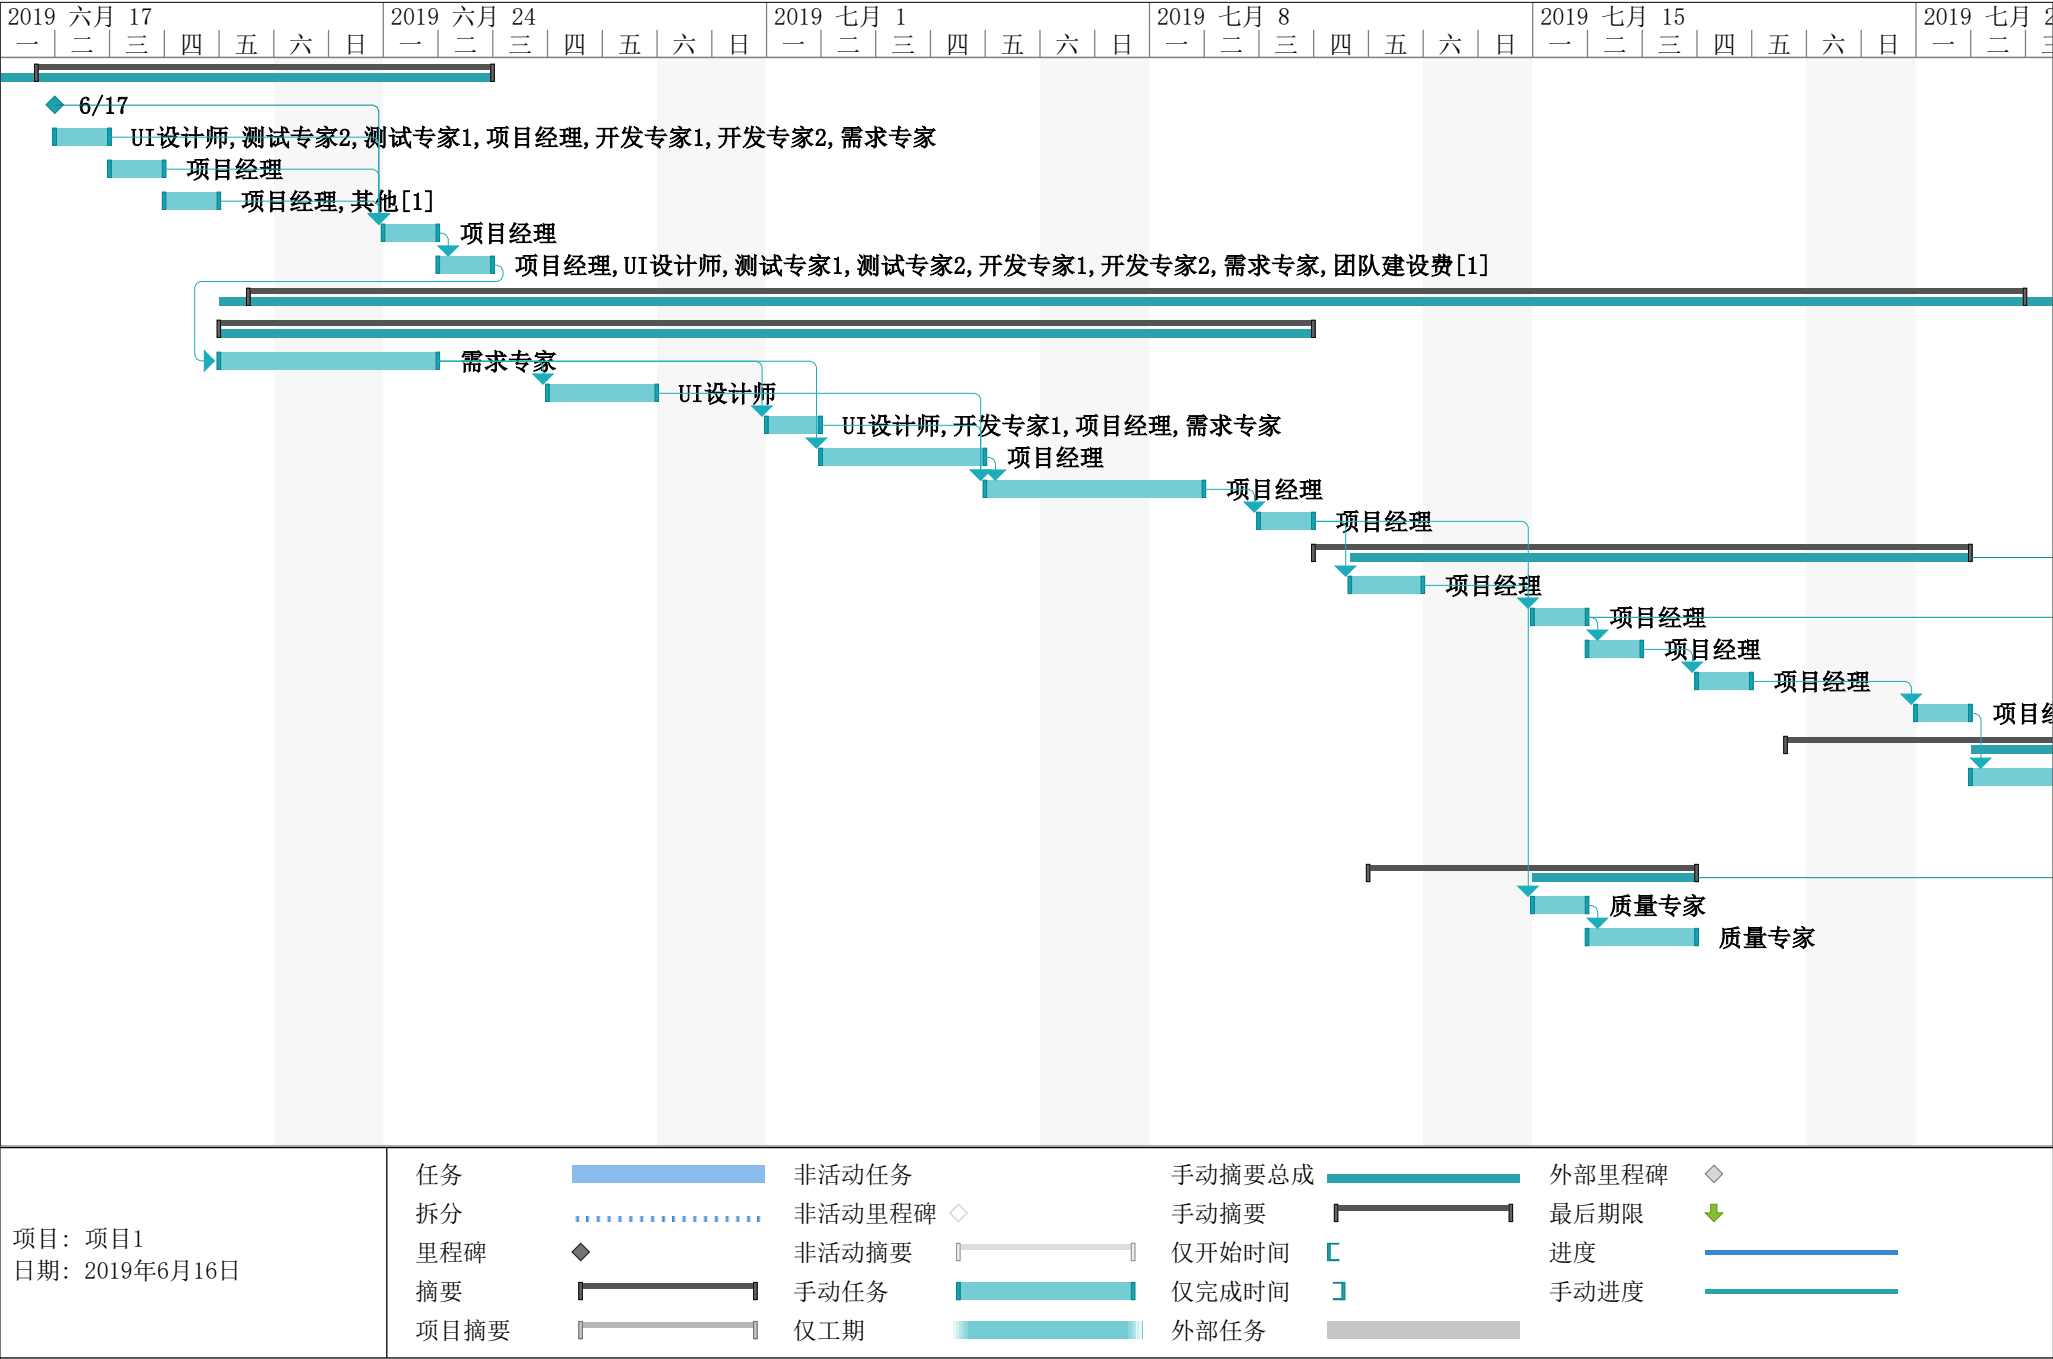 2019 六月 17 2019 六月 24 2019 七月 1 2019 七月 8 2019 七月 15 2019 七月 2
一 二 三 四 五 六 日 一 二 三 四 五 六 日 一 二 三 四 五 六 日 一 二 三 四 五 六 日 一 二 三 四 五 六 日 一 二 三
6/17
UI设计师,测试专家2,测试专家1,项目经理,开发专家1,开发专家2,需求专家
项目经理
项目经理,其他[1]
项目经理
项目经理,UI设计师,测试专家1,测试专家2,开发专家1,开发专家2,需求专家,团队建设费[1]
需求专家
UI设计师
UI设计师,开发专家1,项目经理,需求专家
项目经理
项目经理
项目经理
项目经理
项目经理
项目经理
项目经理
项目经
质量专家
质量专家
项目: 项目1
日期: 2019年6月16日
任务
拆分
里程碑
摘要
项目摘要
非活动任务
非活动里程碑
非活动摘要
手动任务
仅工期
手动摘要总成
手动摘要
仅开始时间
仅完成时间
外部任务
外部里程碑
最后期限
进度
手动进度